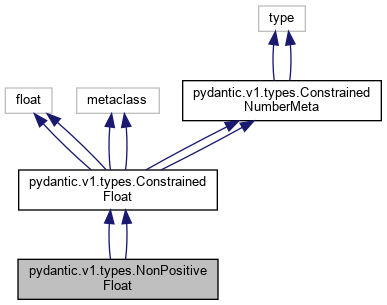 type
float
metaclass
pydantic.v1.types.Constrained
NumberMeta
pydantic.v1.types.Constrained
Float
pydantic.v1.types.NonPositive
Float